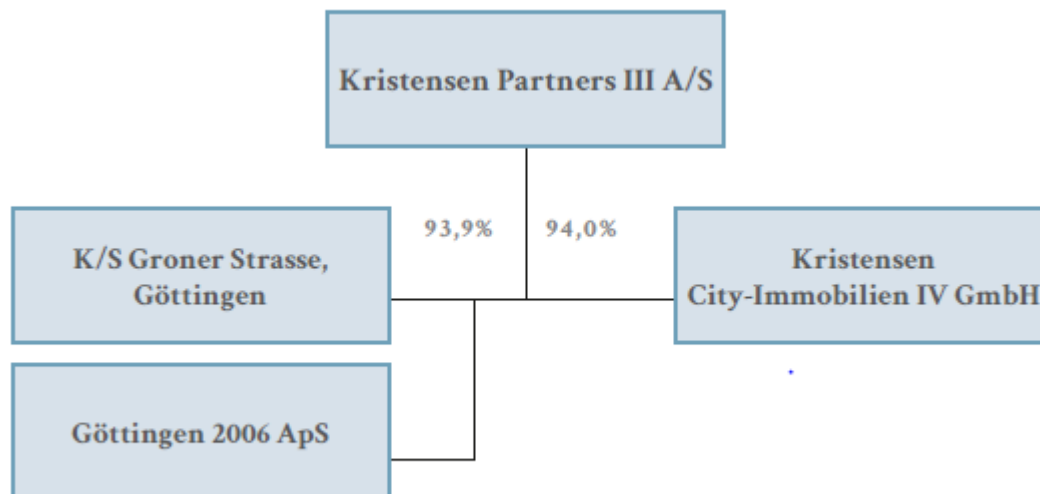 Kristensen Partners III A/S
93,9%
94,0%
K/S Groner Strasse,
Göttingen
Kristensen
City-Immobilien IV GmbH
Göttingen 2006 ApS